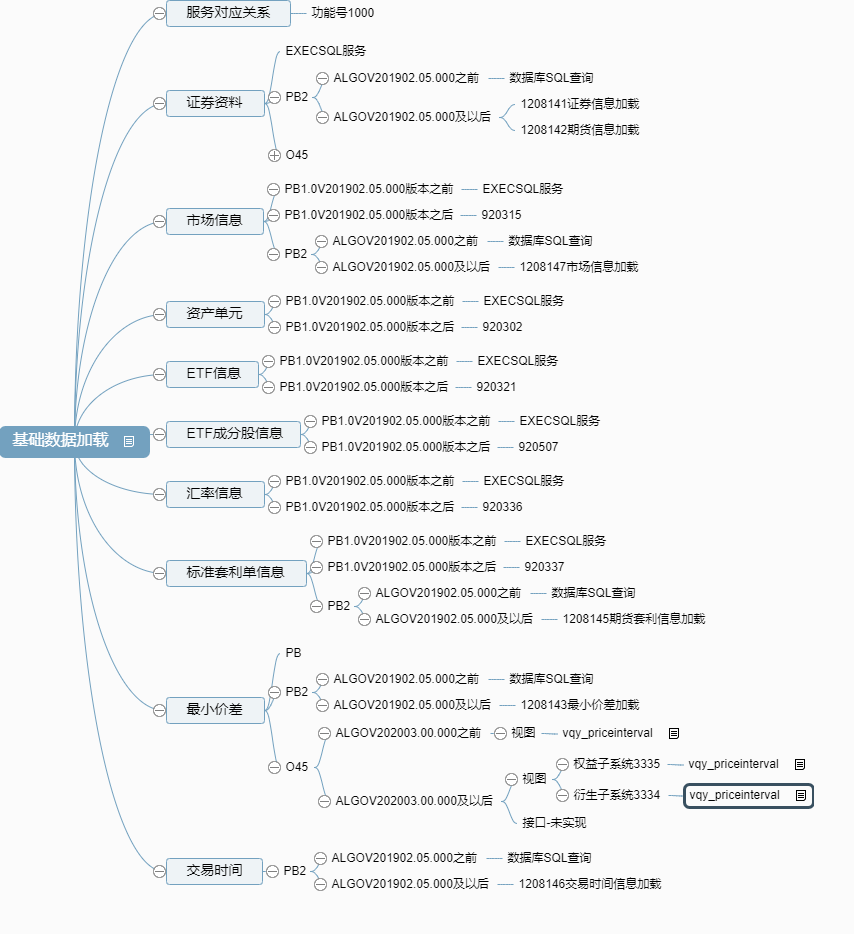 服务对应关系
功能号1000
证券资料
EXECSQL服务
PB2
ALGOV201902.05.000之前
数据库SQL查询
ALGOV201902.05.000及以后
1208141证券信息加载
1208142期货信息加载
O45
市场信息
PB1.0V201902.05.000版本之前
EXECSQL服务
PB1.0V201902.05.000版本之后
920315
PB2
ALGOV201902.05.000之前
数据库SQL查询
ALGOV201902.05.000及以后
1208147市场信息加载
资产单元
PB1.0V201902.05.000版本之前
EXECSQL服务
PB1.0V201902.05.000版本之后
920302
ETF信息
PB1.0V201902.05.000版本之前
EXECSQL服务
PB1.0V201902.05.000版本之后
920321
基础数据加载
ETF成分股信息
PB1.0V201902.05.000版本之前
EXECSQL服务
PB1.0V201902.05.000版本之后
920507
汇率信息
PB1.0V201902.05.000版本之前
EXECSQL服务
PB1.0V201902.05.000版本之后
920336
标准套利单信息
PB1.0V201902.05.000版本之前
EXECSQL服务
PB1.0V201902.05.000版本之后
920337
PB2
ALGOV201902.05.000之前
数据库SQL查询
ALGOV201902.05.000及以后
1208145期货套利信息加载
最小价差
PB
PB2
ALGOV201902.05.000之前
数据库SQL查询
ALGOV201902.05.000及以后
1208143最小价差加载
O45
ALGOV202003.00.000之前
视图
vqy_priceinterval
ALGOV202003.00.000及以后
视图
权益子系统3335
vqy_priceinterval
衍生子系统3334
vqy_priceinterval
接口-未实现
交易时间
PB2
ALGOV201902.05.000之前
数据库SQL查询
ALGOV201902.05.000及以后
1208146交易时间信息加载